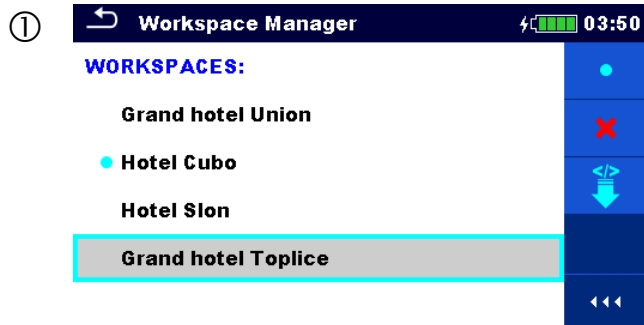 ①
Workspace Manager 03:50
WORKSPACES:
Grand hotel Union
Hotel Cubo
Hotel Slon
Grand hotel Toplice